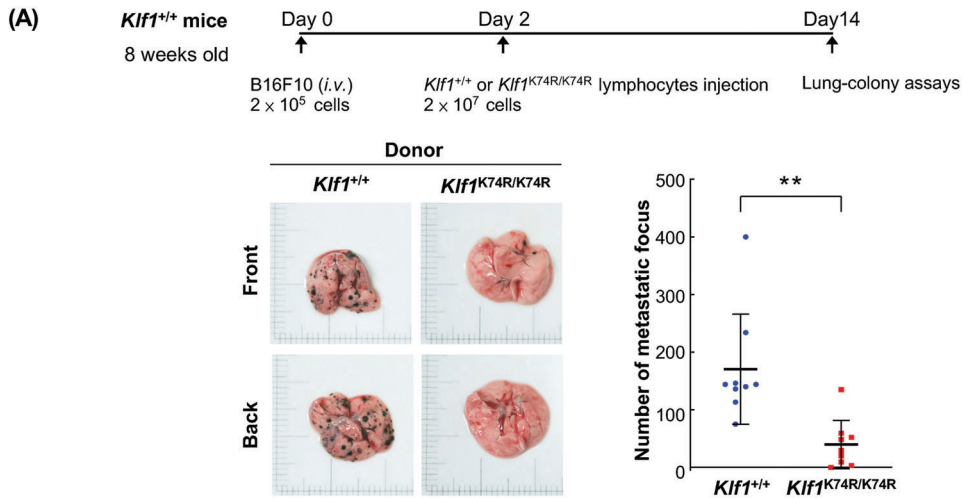 (A)
Klf1+/+ mice
8 weeks old
Day 0
Day 2
Day14
B16F10 (i.v.)
2 × 10⁵ cells
Klf1+/+ or Klf1K74R/K74R lymphocytes injection
2 × 10⁷ cells
Lung-colony assays
Donor
Klf1+/+
Klf1K74R/K74R
Front
Back
Number of metastatic focus
500
400
300
200
100
0
**
Klf1+/+
Klf1K74R/K74R